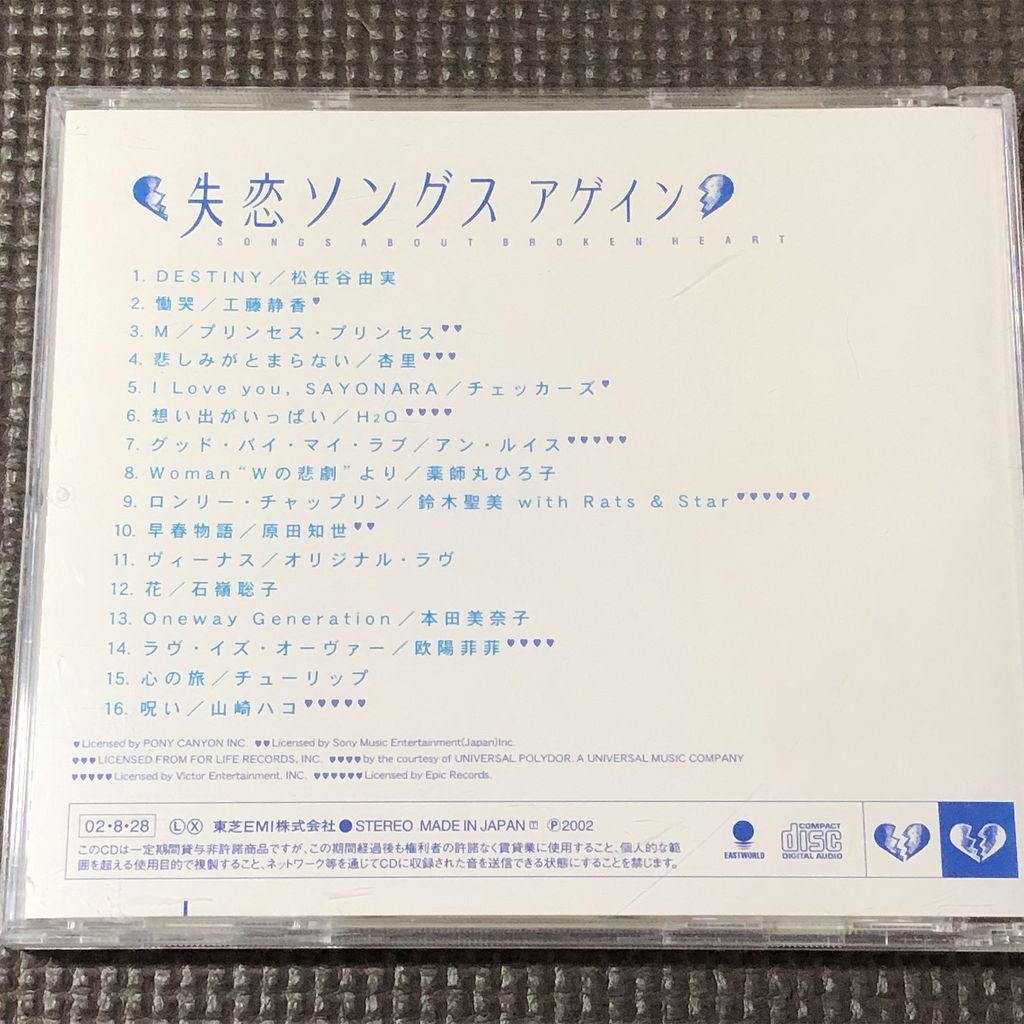 失恋ソングス アゲイン
SONGS ABOUT BROKEN HEART
1. DESTINY／松任谷由実
2. 慟哭／工藤静香♥
3. M／プリンセス・プリンセス♥♥
4. 悲しみがとまらない／杏里♥♥♥
5. I Love you, SAYONARA／チェッカーズ♥
6. 想い出がいっぱい／H2O♥♥♥♥
7. グッド・バイ・マイ・ラブ／アン・ルイス♥♥♥♥♥
8. Woman“Wの悲劇”より／薬師丸ひろ子
9. ロンリー・チャップリン／鈴木聖美 with Rats & Star♥♥♥♥♥♥
10. 早春物語／原田知世♥♥
11. ヴィーナス／オリジナル・ラヴ
12. 花／石嶺聡子
13. Oneway Generation／本田美奈子
14. ラヴ・イズ・オーヴァー／欧陽菲菲♥♥♥♥
15. 心の旅／チューリップ
16. 呪い／山崎ハコ♥♥♥♥♥
♥Licensed by PONY CANYON INC. ♥♥Licensed by Sony Music Entertainment(Japan)Inc.
♥♥♥LICENSED FROM FOR LIFE RECORDS, INC. ♥♥♥♥by the courtesy of UNIVERSAL POLYDOR. A UNIVERSAL MUSIC COMPANY
♥♥♥♥♥Licensed by Victor Entertainment, INC. ♥♥♥♥♥♥Licensed by Epic Records.
02・8・28 ⓁⓍ 東芝EMI株式会社●STEREO MADE IN JAPAN Ⓟ2002
このCDは一定期間貸与非許諾商品ですが、この期間経過後も権利者の許諾なく賃貸業に使用すること、個人的な範
囲を超える使用目的で複製すること、ネットワーク等を通じてCDに収録された音を送信できる状態にすることを禁じます。
EASTWORLD
COMPACT
disc
DIGITAL AUDIO